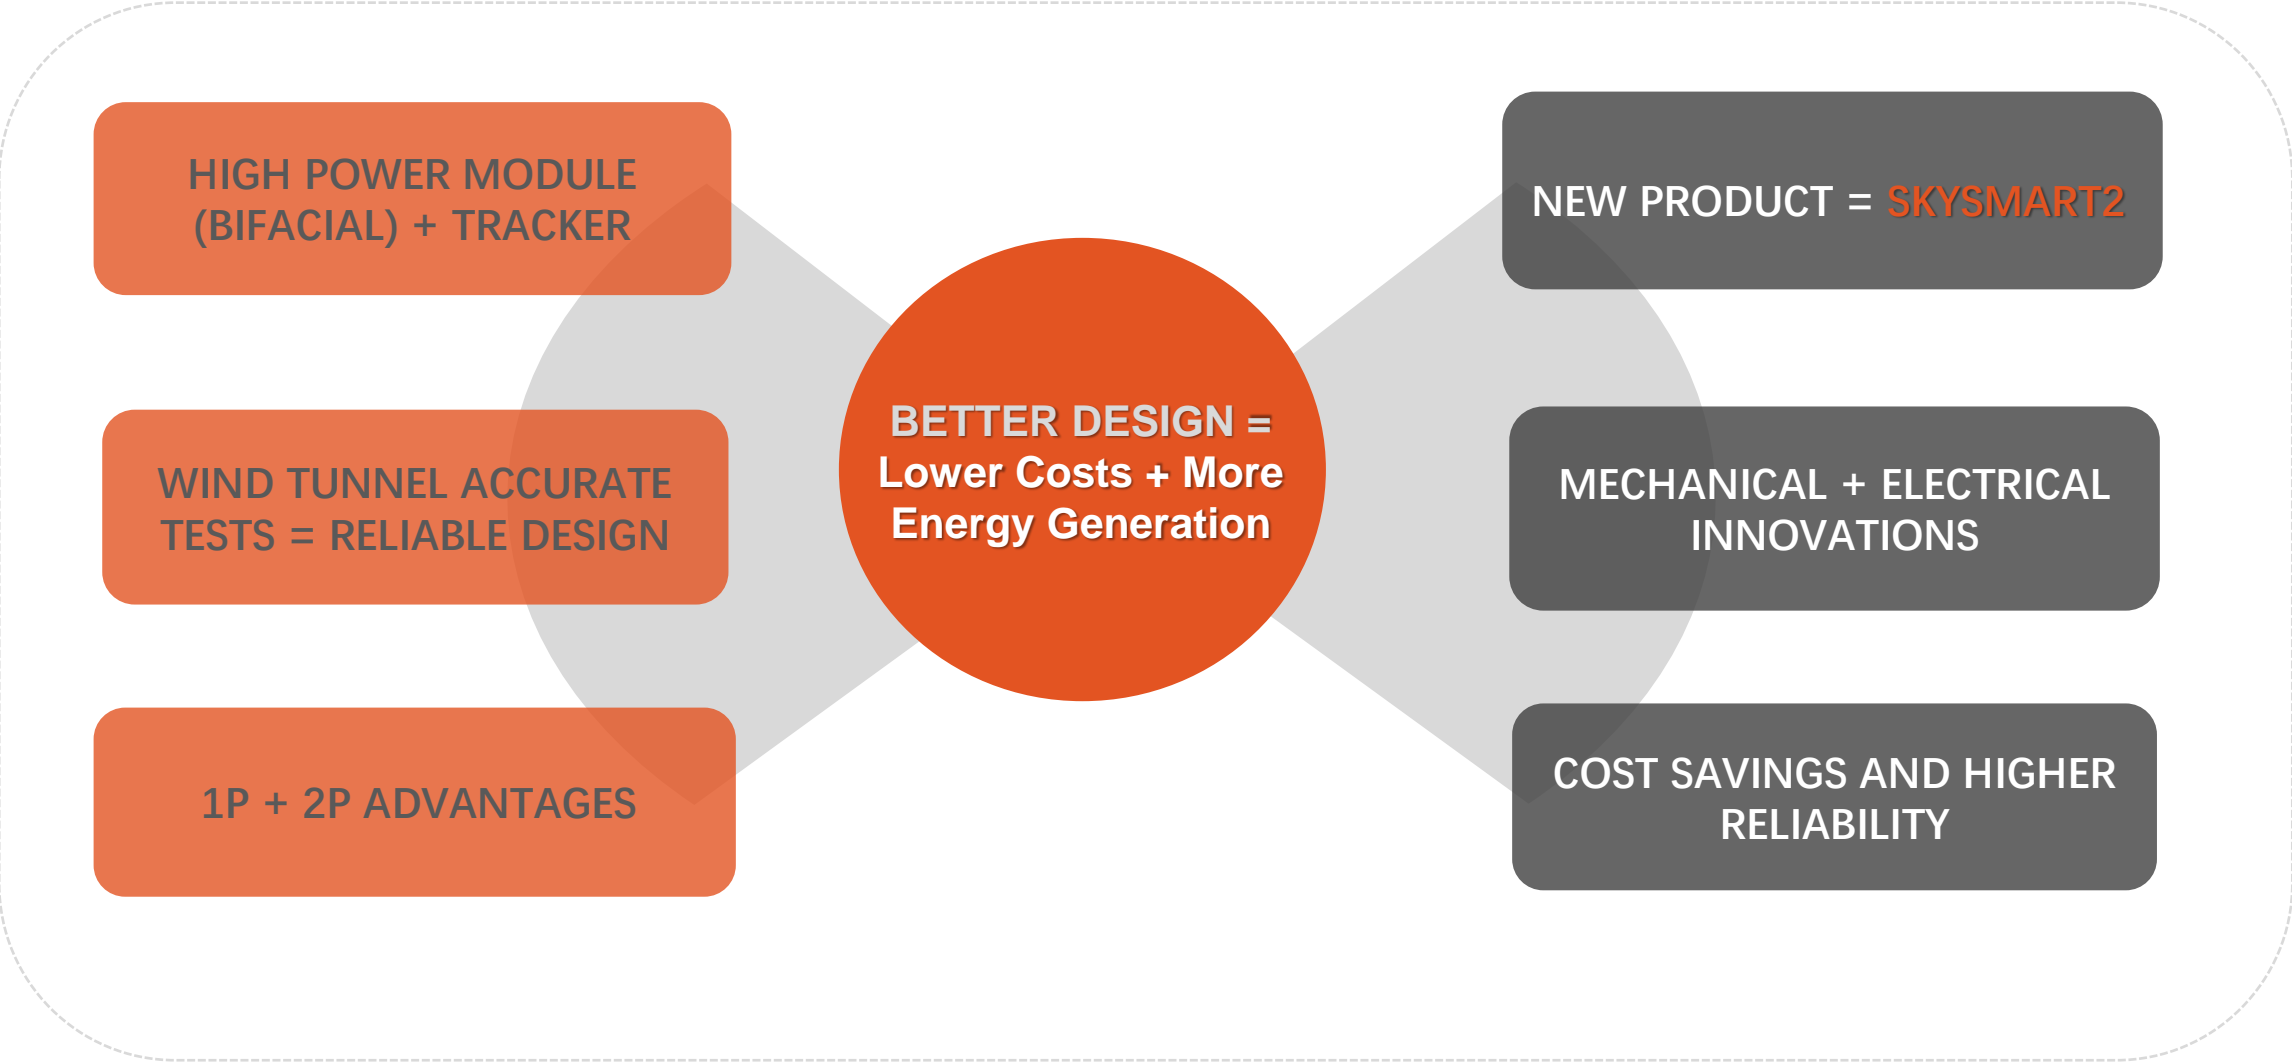 HIGH POWER MODULE
(BIFACIAL) + TRACKER
WIND TUNNEL ACCURATE
TESTS = RELIABLE DESIGN
1P + 2P ADVANTAGES
BETTER DESIGN =
Lower Costs + More
Energy Generation
NEW PRODUCT = SKYSMART2
MECHANICAL + ELECTRICAL
INNOVATIONS
COST SAVINGS AND HIGHER
RELIABILITY